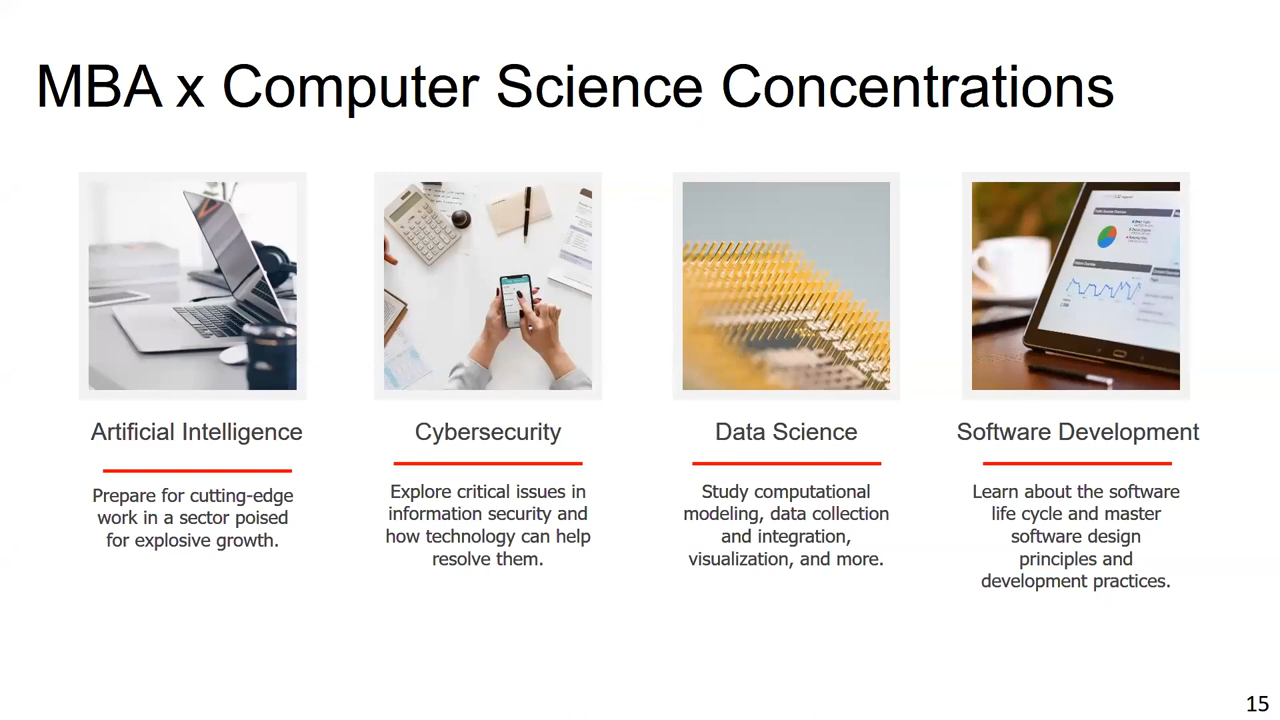 MBA x Computer Science Concentrations
Artificial Intelligence
Prepare for cutting-edge
work in a sector poised
for explosive growth.
Cybersecurity
Explore critical issues in
information security and
how technology can help
resolve them.
Data Science
Study computational
modeling, data collection
and integration,
visualization, and more.
Software Development
Learn about the software
life cycle and master
software design
principles and
development practices.
15